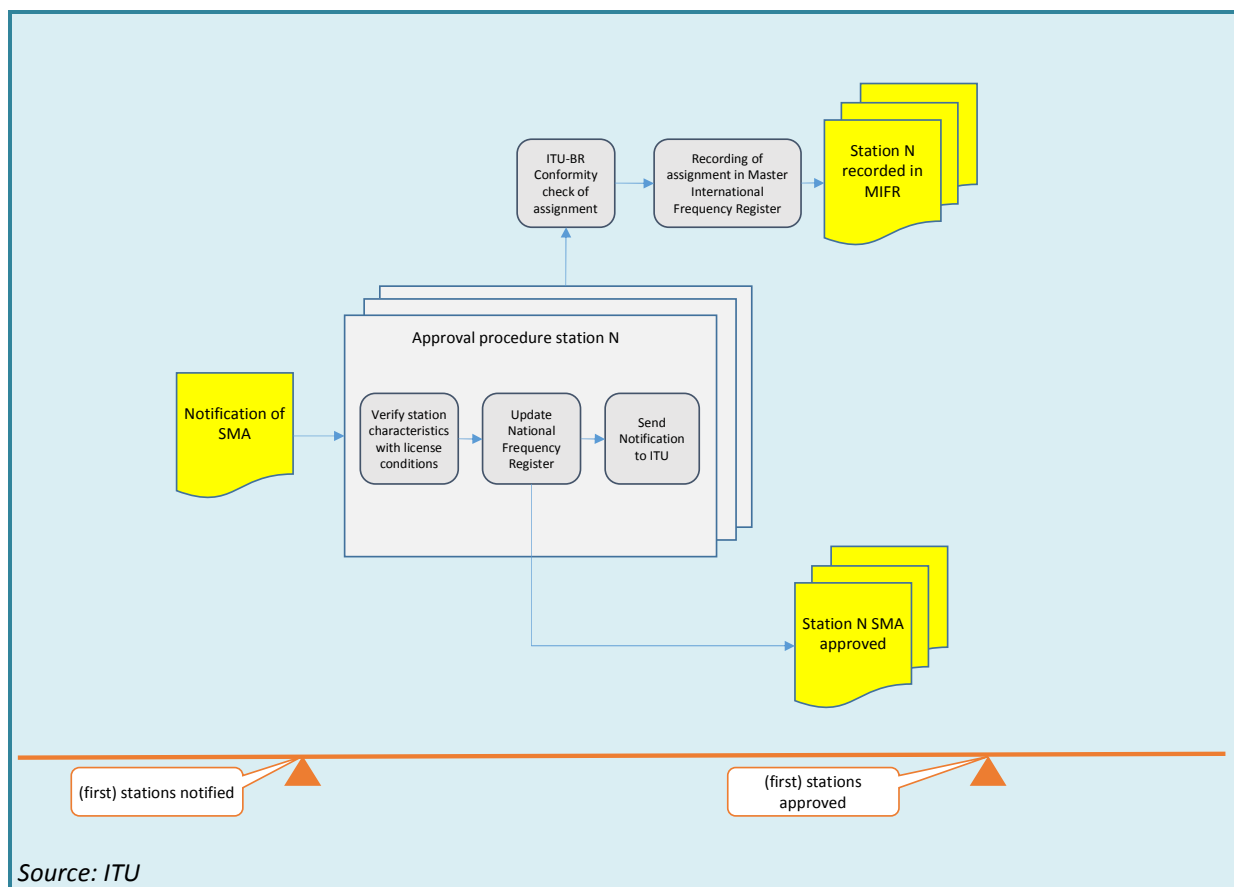 ITU-BR
Conformity
check of
assignment
Recording of
assignment in Master
International
Frequency Register
Station N
recorded in
MIFR
Approval procedure station N
Notification of
SMA
Verify station
characteristics
with license
conditions
Update
National
Frequency
Register
Send
Notification
to ITU
Station N SMA
approved
(first) stations notified
(first) stations
approved
Source: ITU